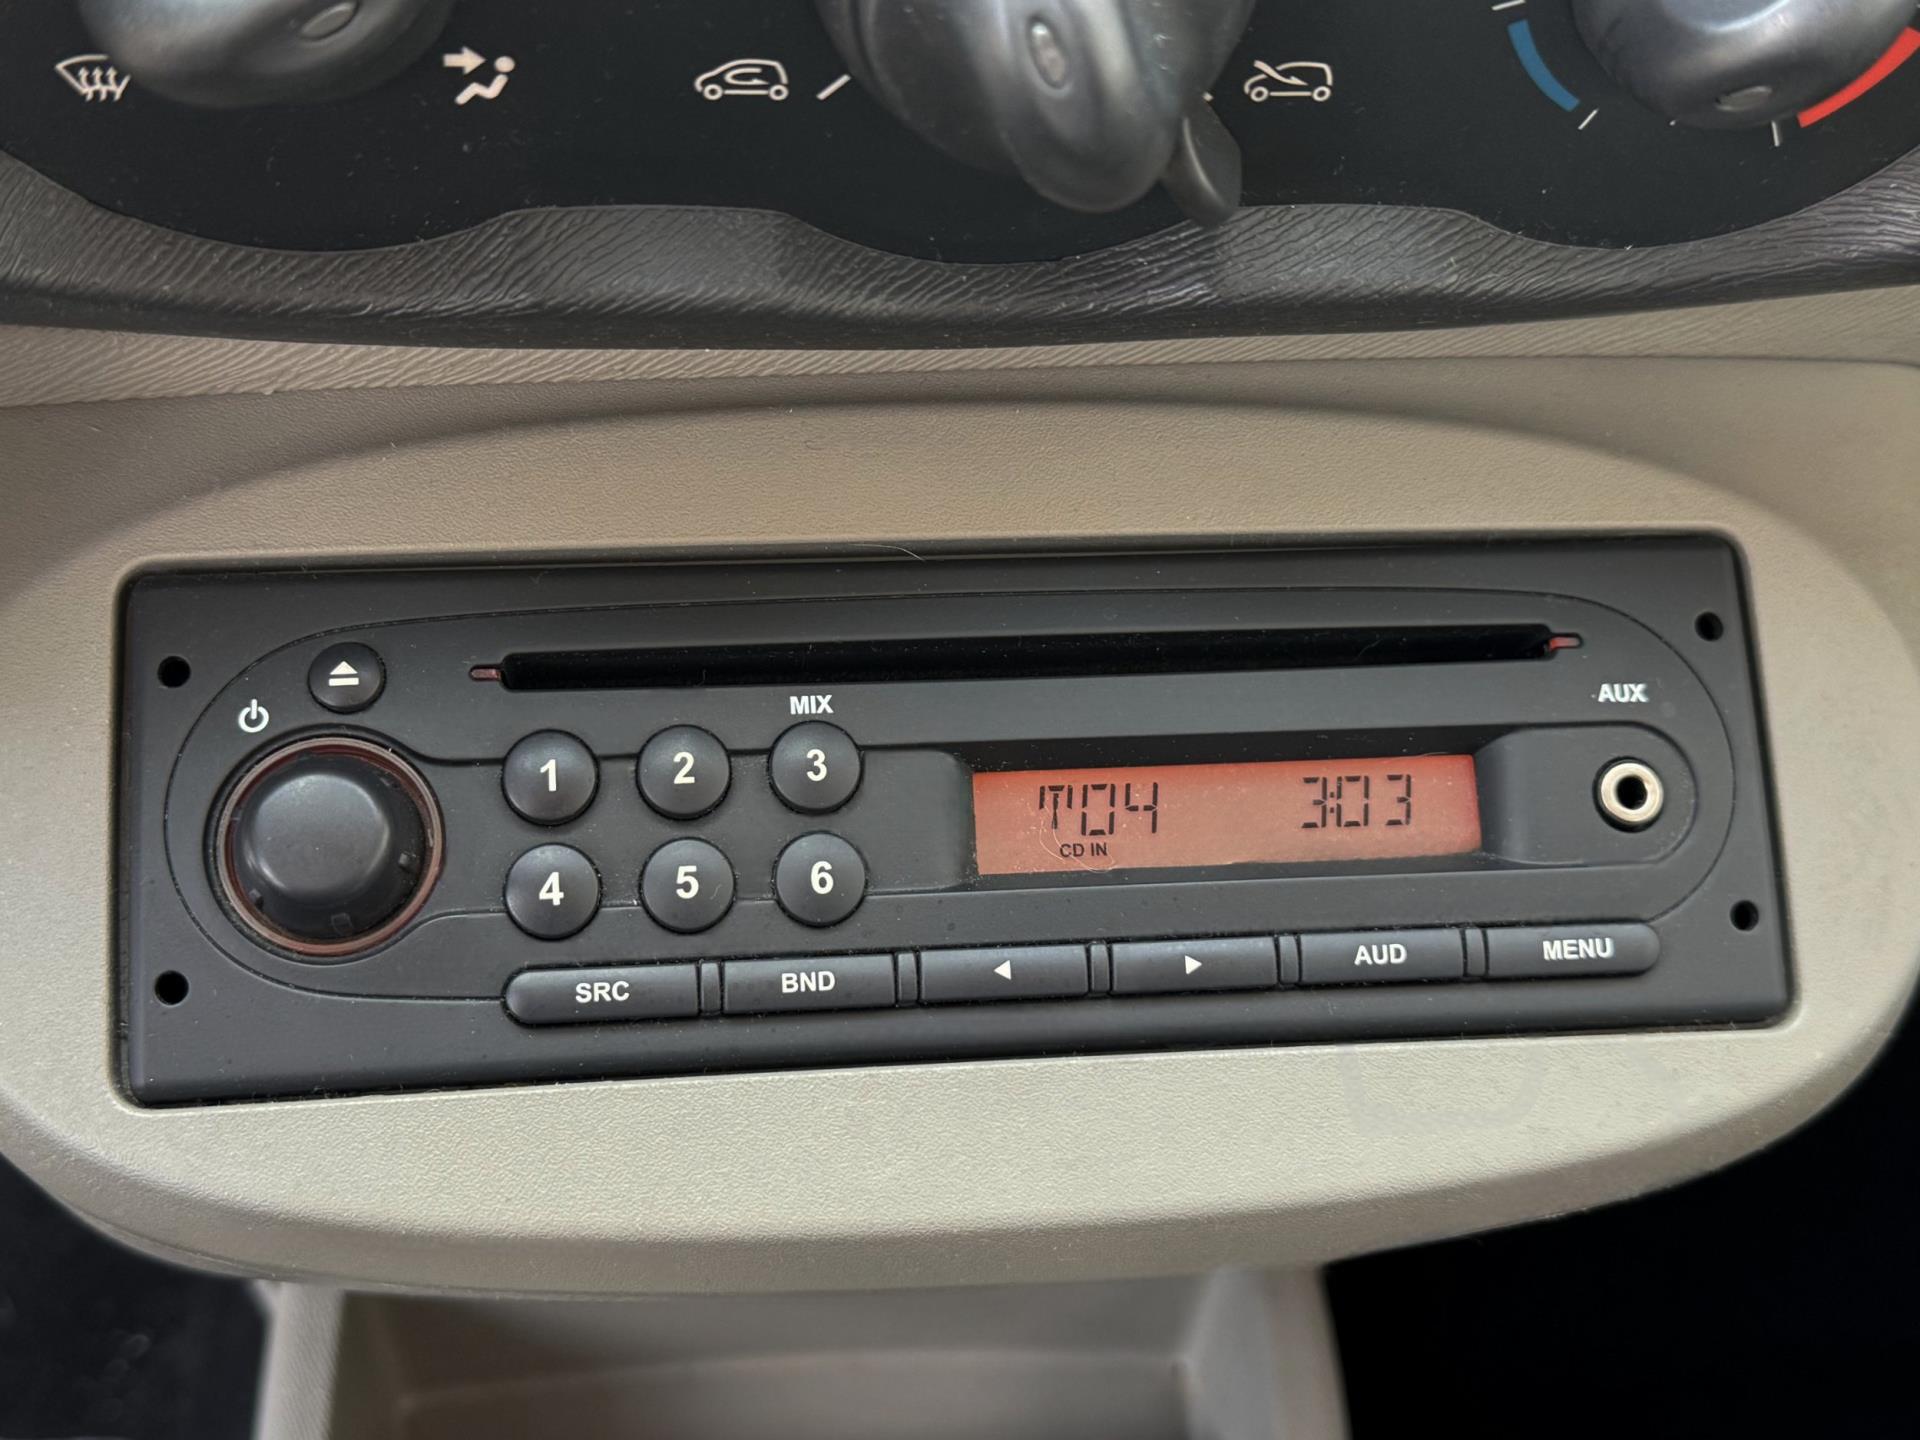 MIX
AUX
1 2 3
T04 3:03
CD IN
4 5 6
SRC BND AUD MENU